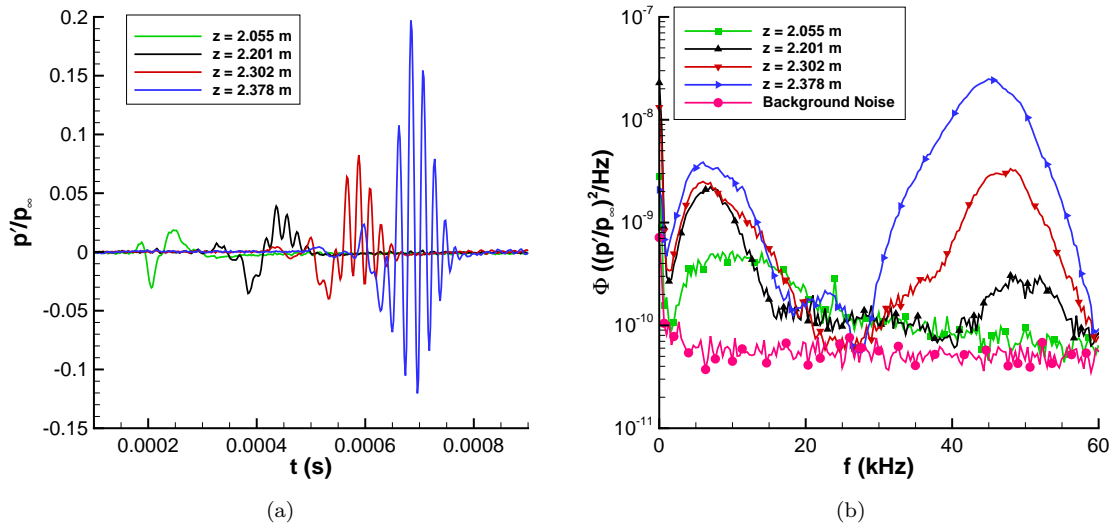 0.2
0.15
0.1
0.05
0
-0.05
-0.1
-0.15
p′/p∞
0.0002 0.0004 0.0006 0.0008
t (s)
z = 2.055 m
z = 2.201 m
z = 2.302 m
z = 2.378 m
(a)
10⁻⁷
10⁻⁸
10⁻⁹
10⁻¹⁰
10⁻¹¹
Φ ((p′/p∞)²/Hz)
0 20 40 60
f (kHz)
z = 2.055 m
z = 2.201 m
z = 2.302 m
z = 2.378 m
Background Noise
(b)